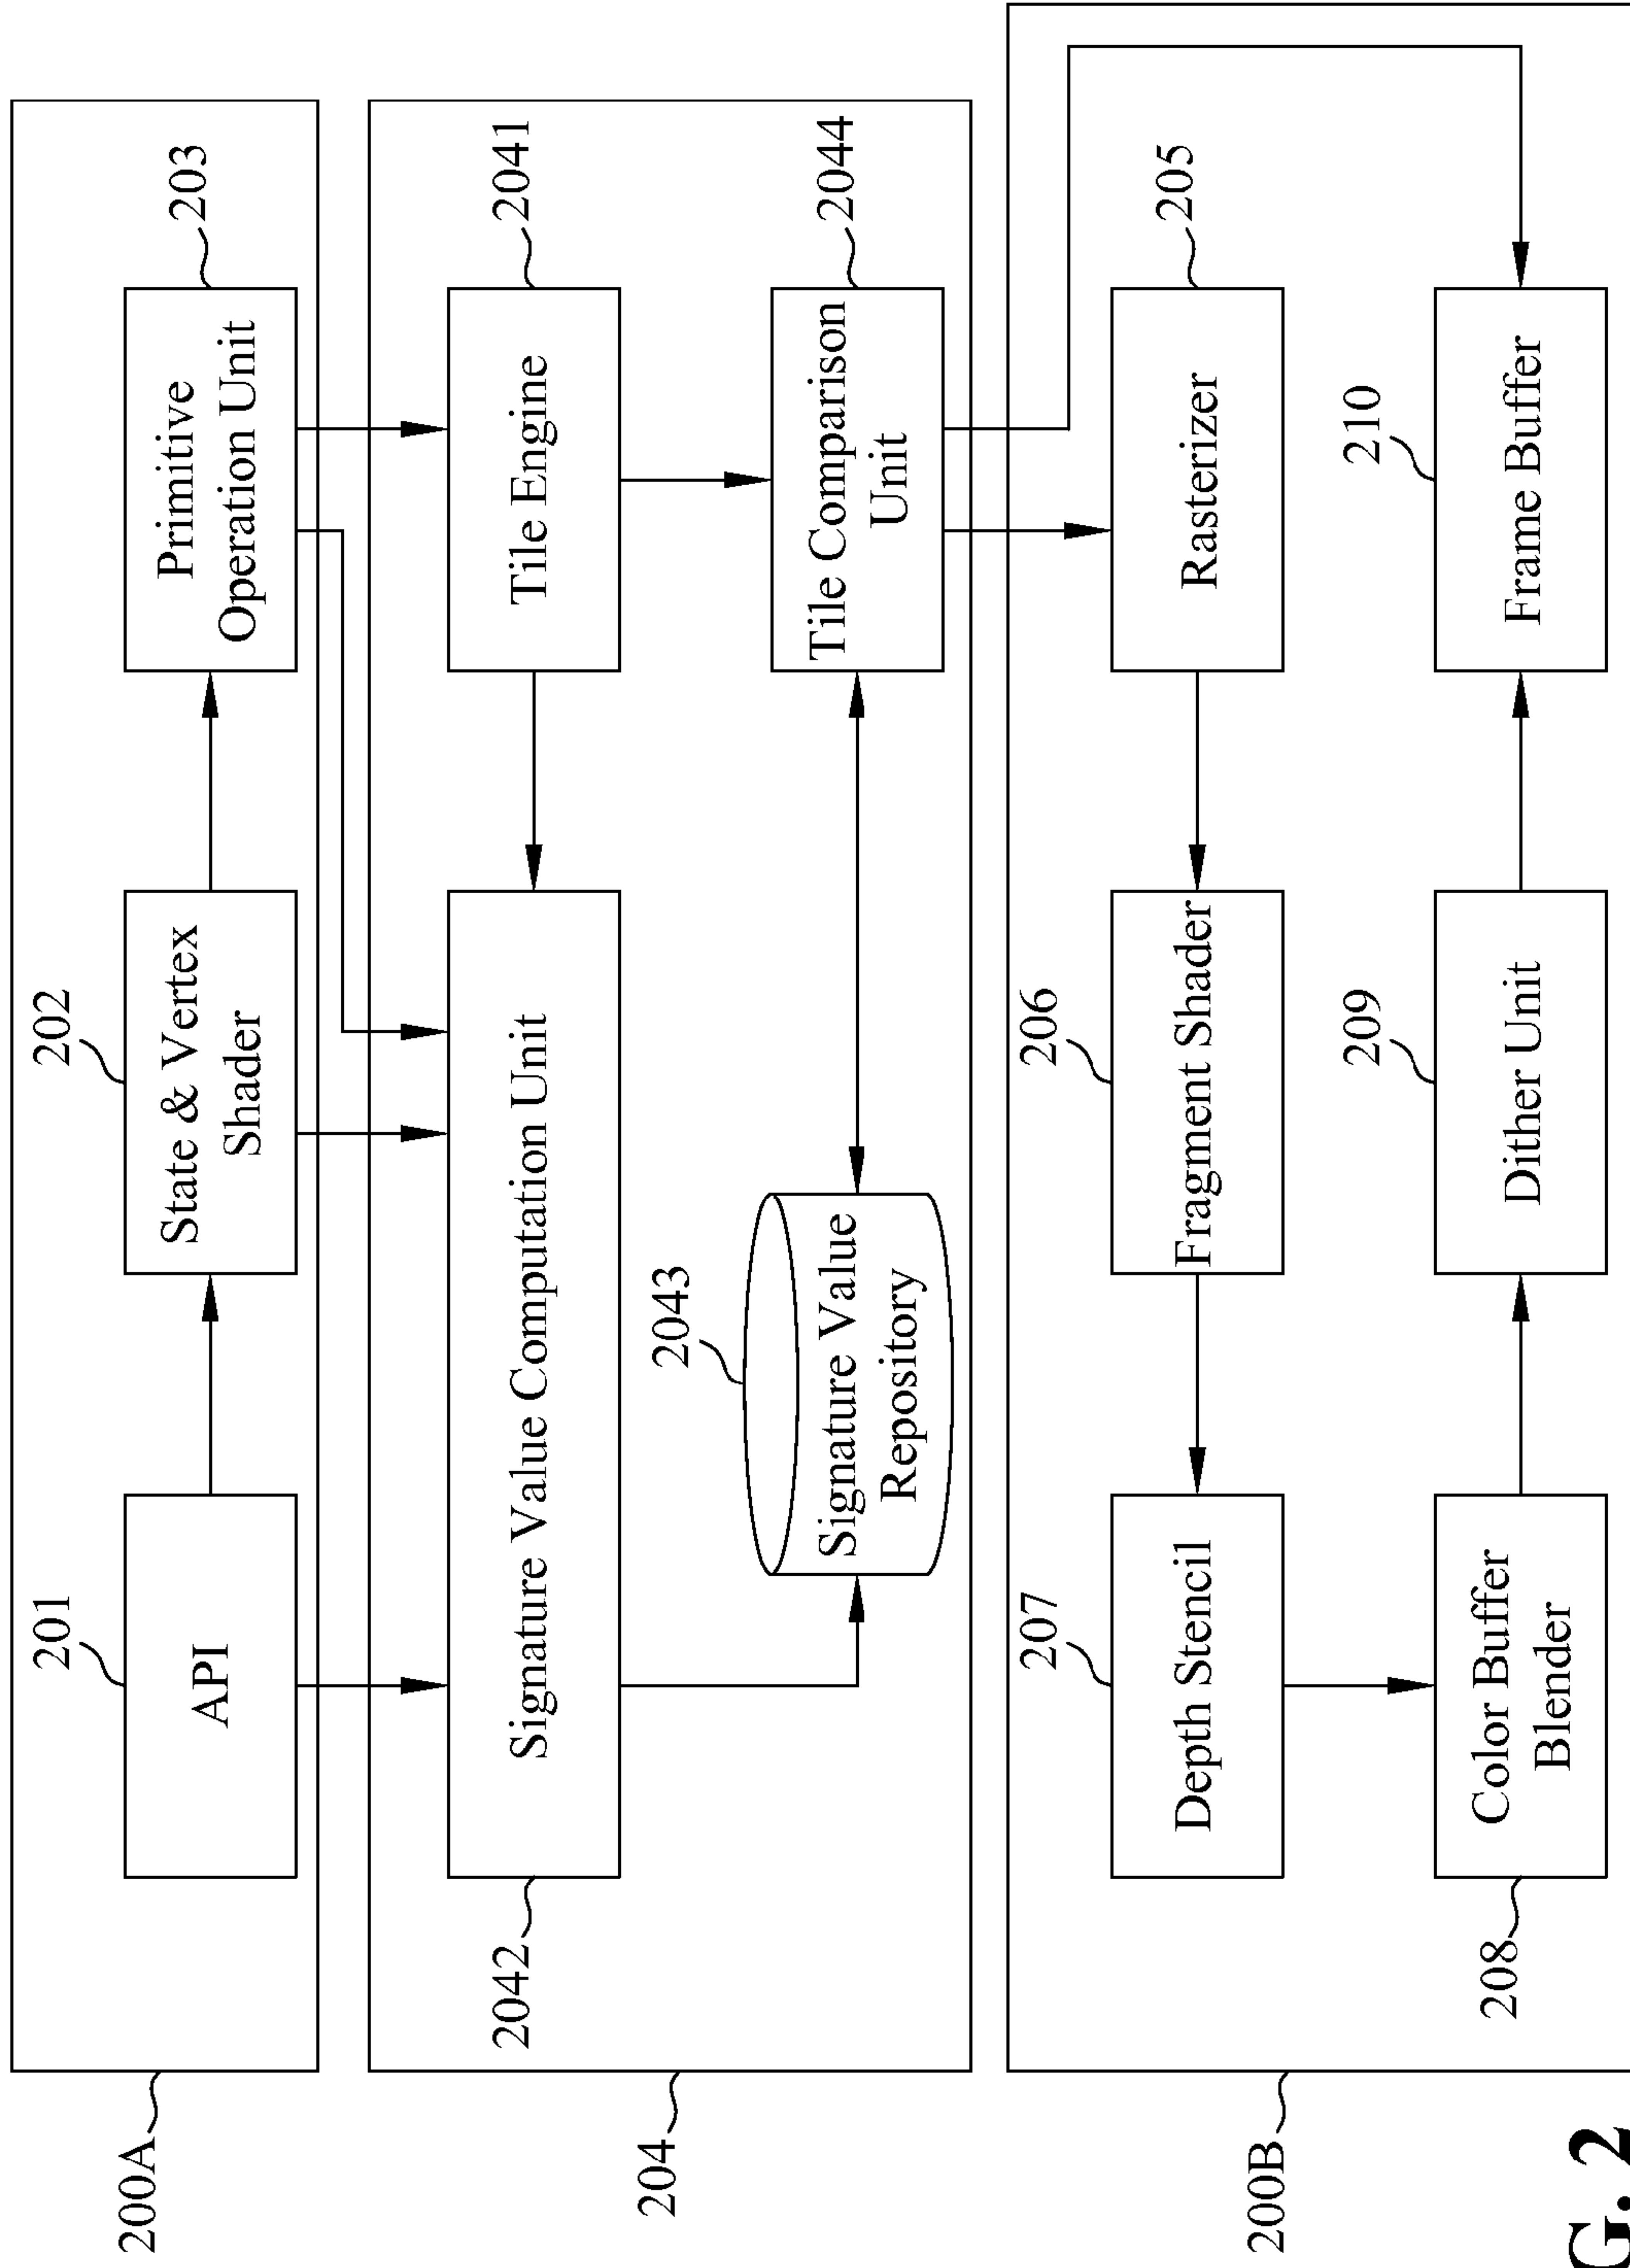 200A
201
API
202
State & Vertex
Shader
203
Primitive
Operation Unit
204
2042
Signature Value Computation Unit
2041
Tile Engine
2043
Signature Value
Repository
2044
Tile Comparison
Unit
200B
207
Depth Stencil
206
Fragment Shader
205
Rasterizer
208
Color Buffer
Blender
209
Dither Unit
210
Frame Buffer
G. 2